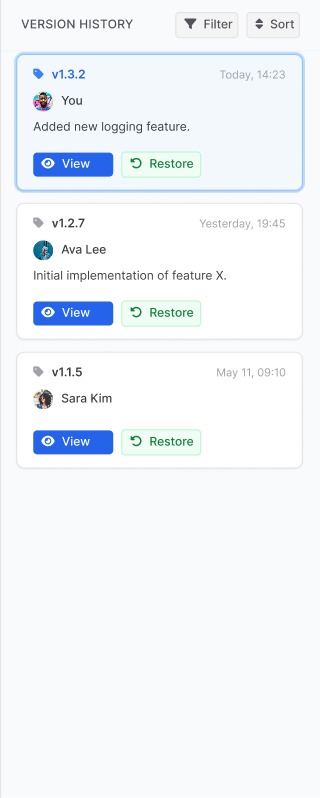 VERSION HISTORY Filter Sort
v1.3.2 Today, 14:23
You
Added new logging feature.
View Restore
v1.2.7 Yesterday, 19:45
Ava Lee
Initial implementation of feature X.
View Restore
v1.1.5 May 11, 09:10
Sara Kim
View Restore